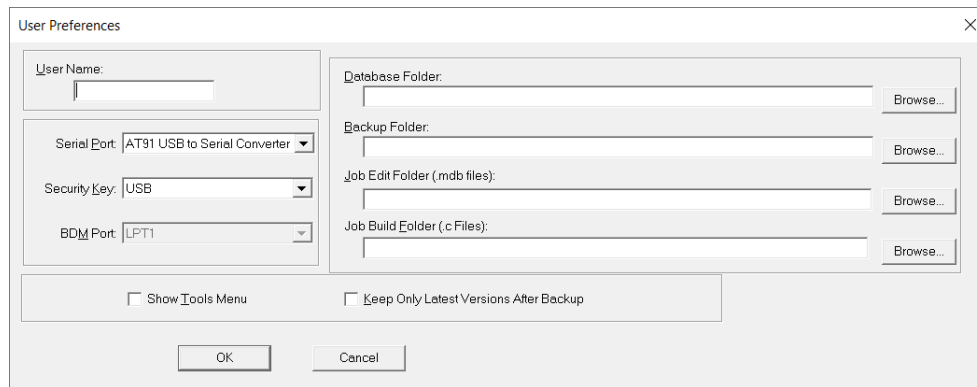 User Preferences
User Name:
Serial Port: AT91 USB to Serial Converter
Security Key: USB
BDM Port: LPT1
Database Folder:
Browse...
Backup Folder:
Browse...
Job Edit Folder (.mdb files):
Browse...
Job Build Folder (.c Files):
Browse...
Show Tools Menu
Keep Only Latest Versions After Backup
OK
Cancel